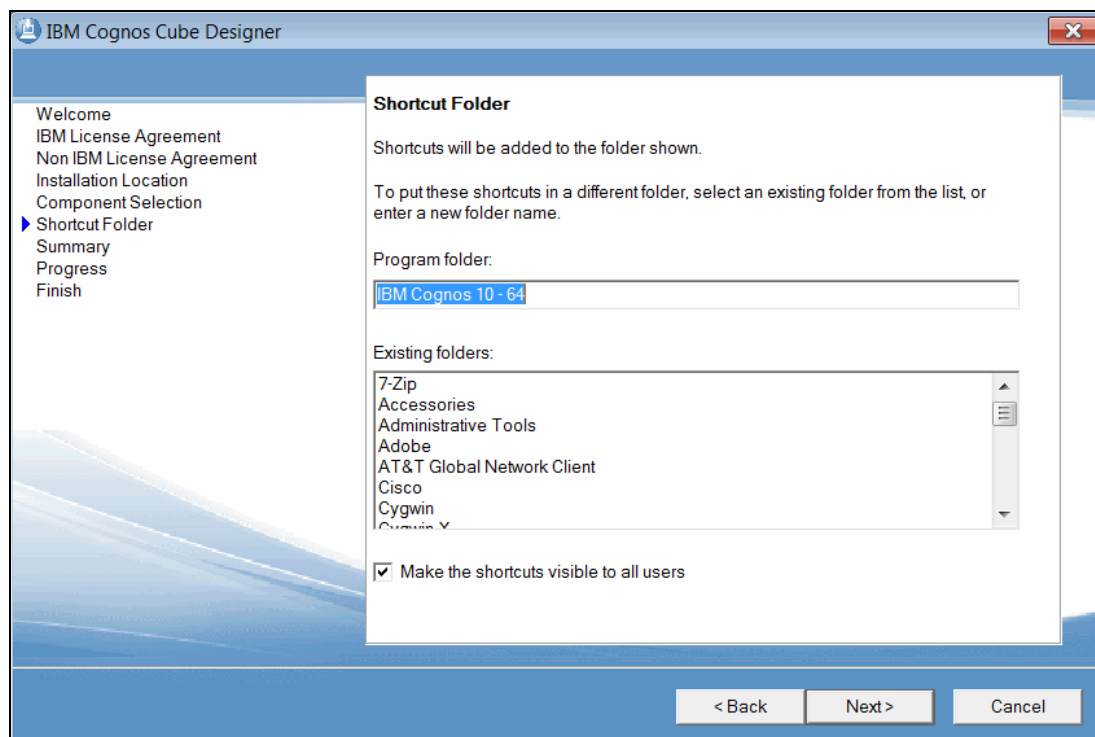 IBM Cognos Cube Designer
Welcome
IBM License Agreement
Non IBM License Agreement
Installation Location
Component Selection
Shortcut Folder
Summary
Progress
Finish
Shortcut Folder
Shortcuts will be added to the folder shown.
To put these shortcuts in a different folder, select an existing folder from the list, or
enter a new folder name.
Program folder:
IBM Cognos 10 - 64
Existing folders:
7-Zip
Accessories
Administrative Tools
Adobe
AT&T Global Network Client
Cisco
Cygwin
Cygwin X
Make the shortcuts visible to all users
< Back
Next >
Cancel